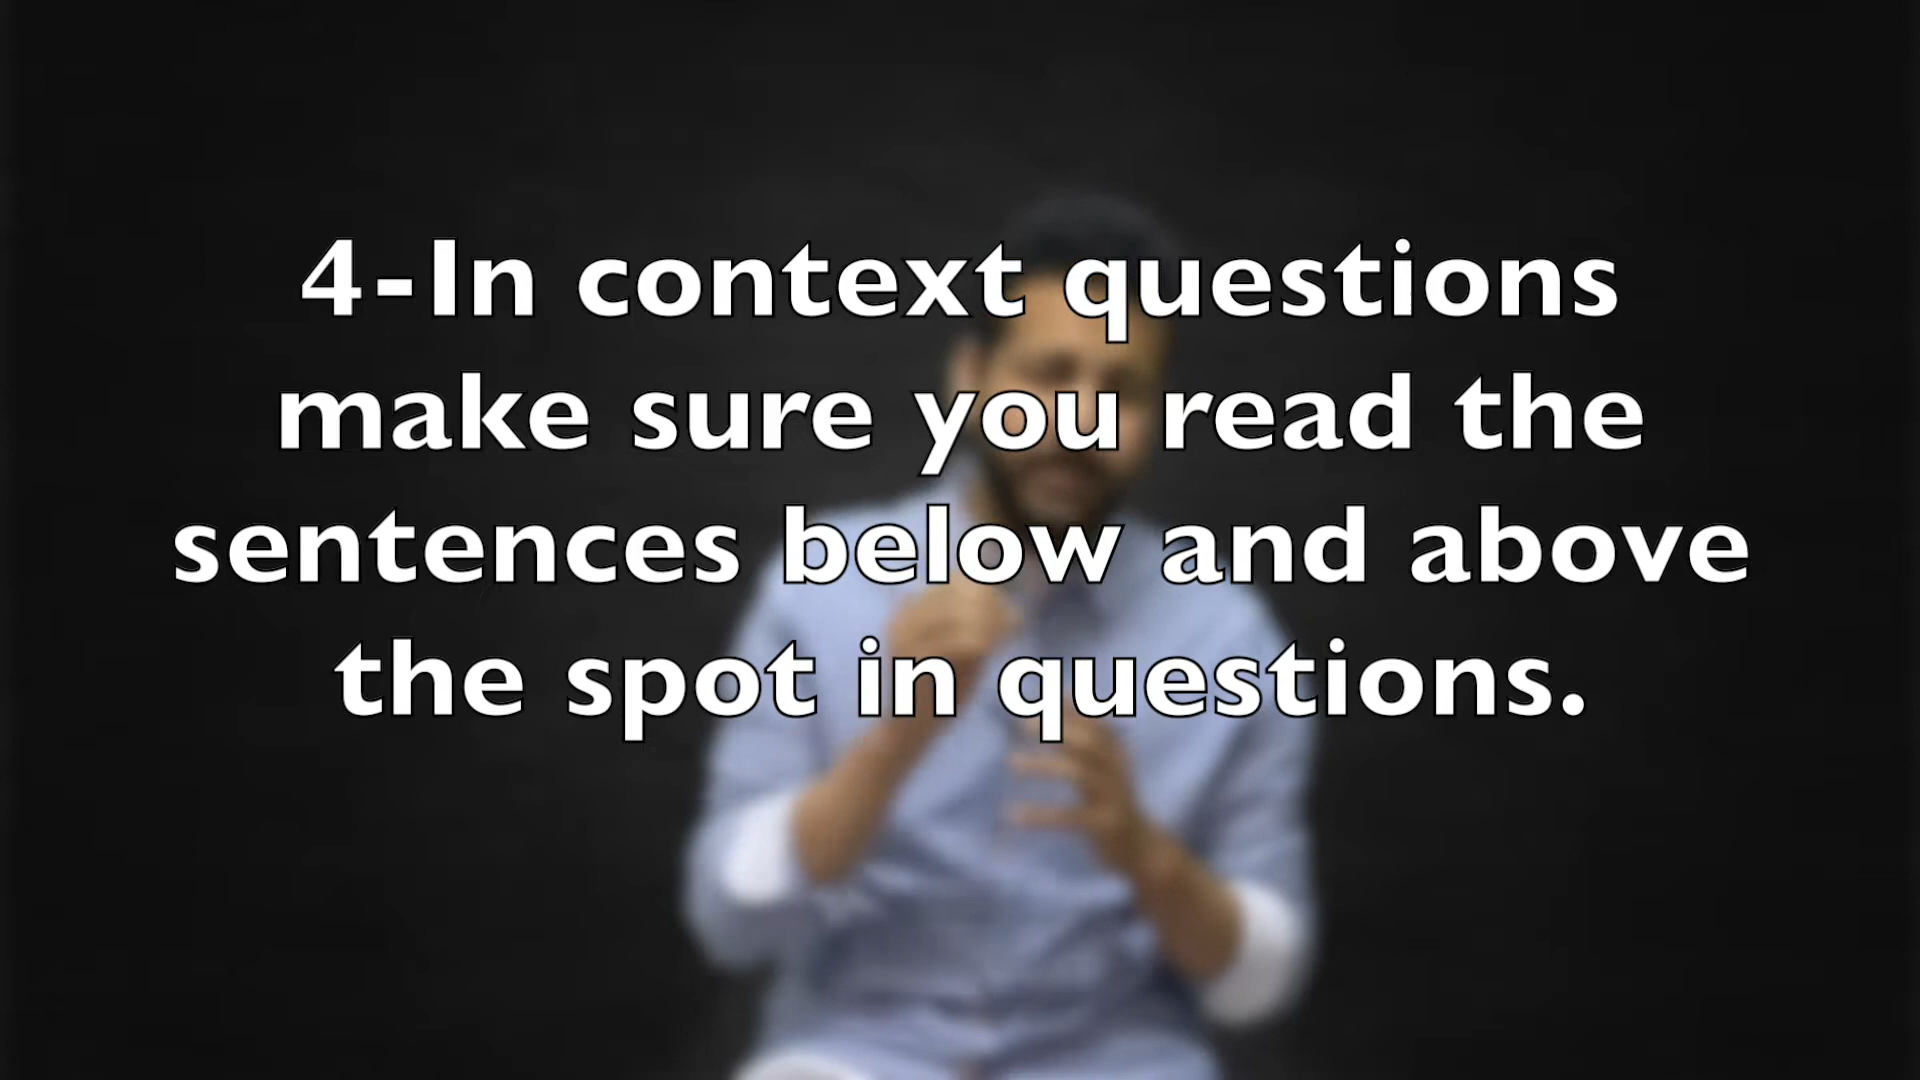 4-In context questions
make sure you read the
sentences below and above
the spot in questions.